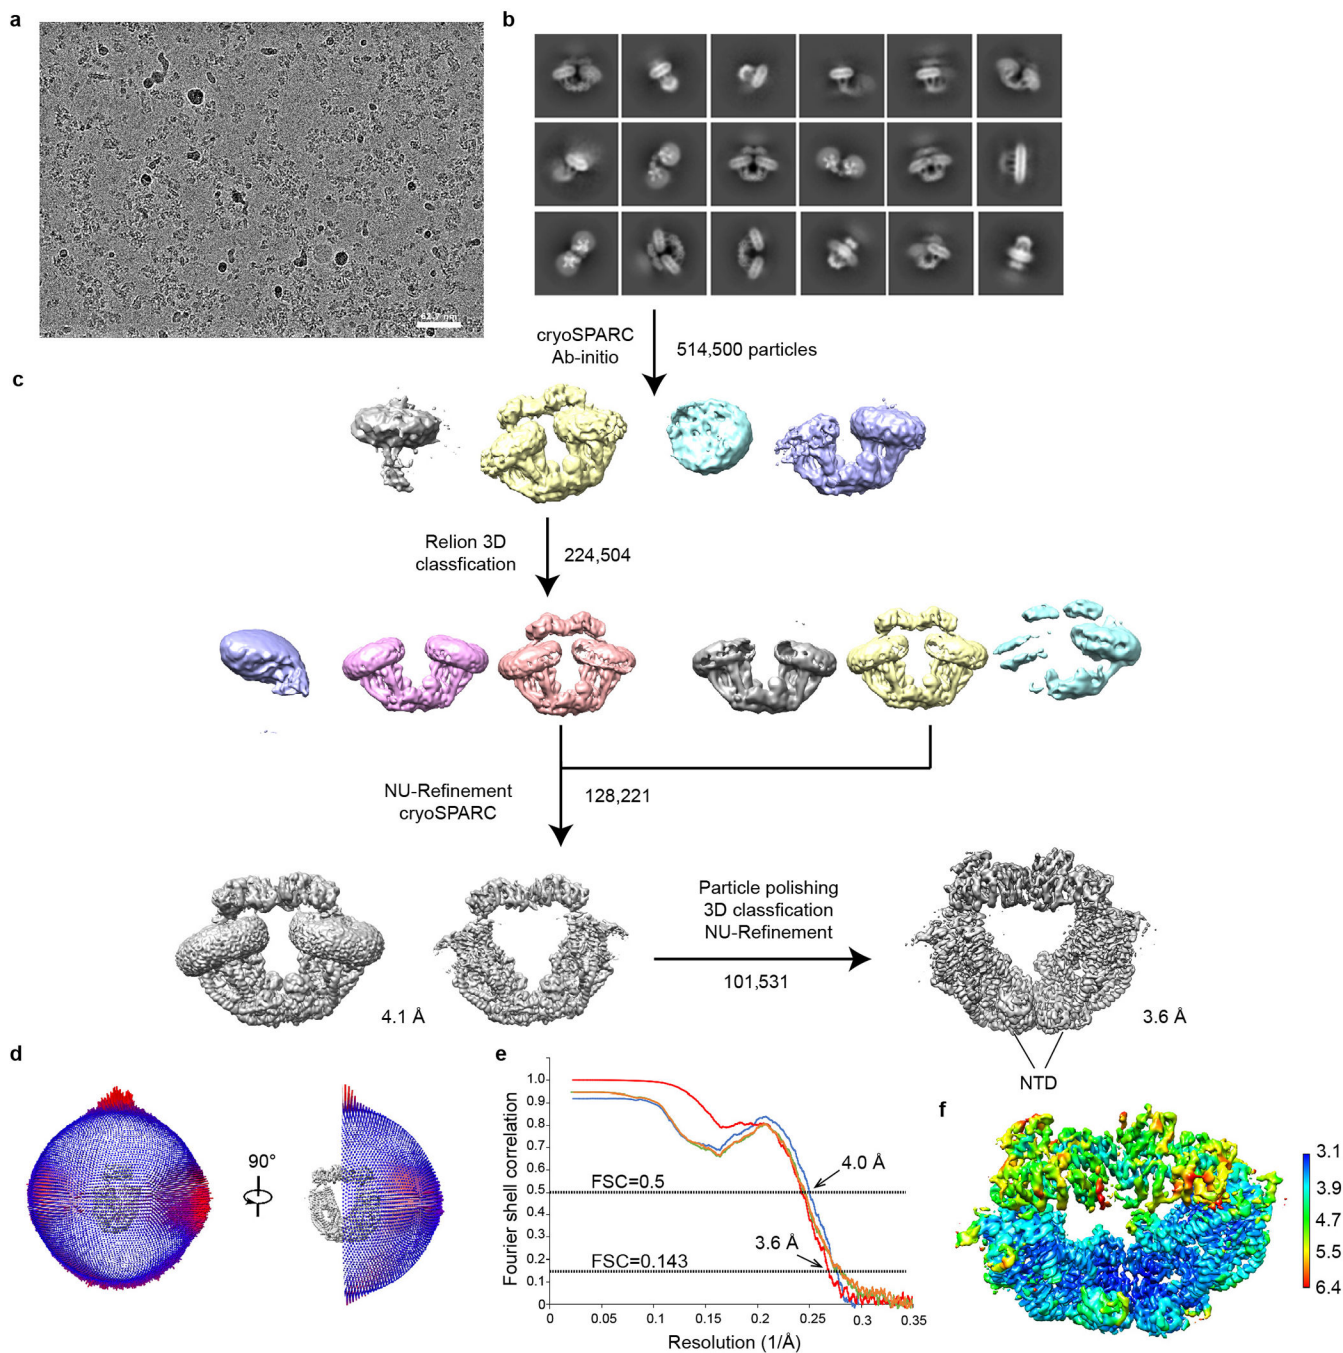 a
62.7 nm
b
cryoSPARC
Ab-initio
514,500 particles
c
Relion 3D
classfication
224,504
NU-Refinement
cryoSPARC
128,221
4.1 Å
Particle polishing
3D classfication
NU-Refinement
101,531
3.6 Å
NTD
d
90°
e
Fourier shell correlation
1.0
0.9
0.8
0.7
0.6
0.5
0.4
0.3
0.2
0.1
0
FSC=0.5
4.0 Å
FSC=0.143
3.6 Å
0
0.05
0.1
0.15
0.2
0.25
0.3
0.35
Resolution (1/Å)
f
3.1
3.9
4.7
5.5
6.4